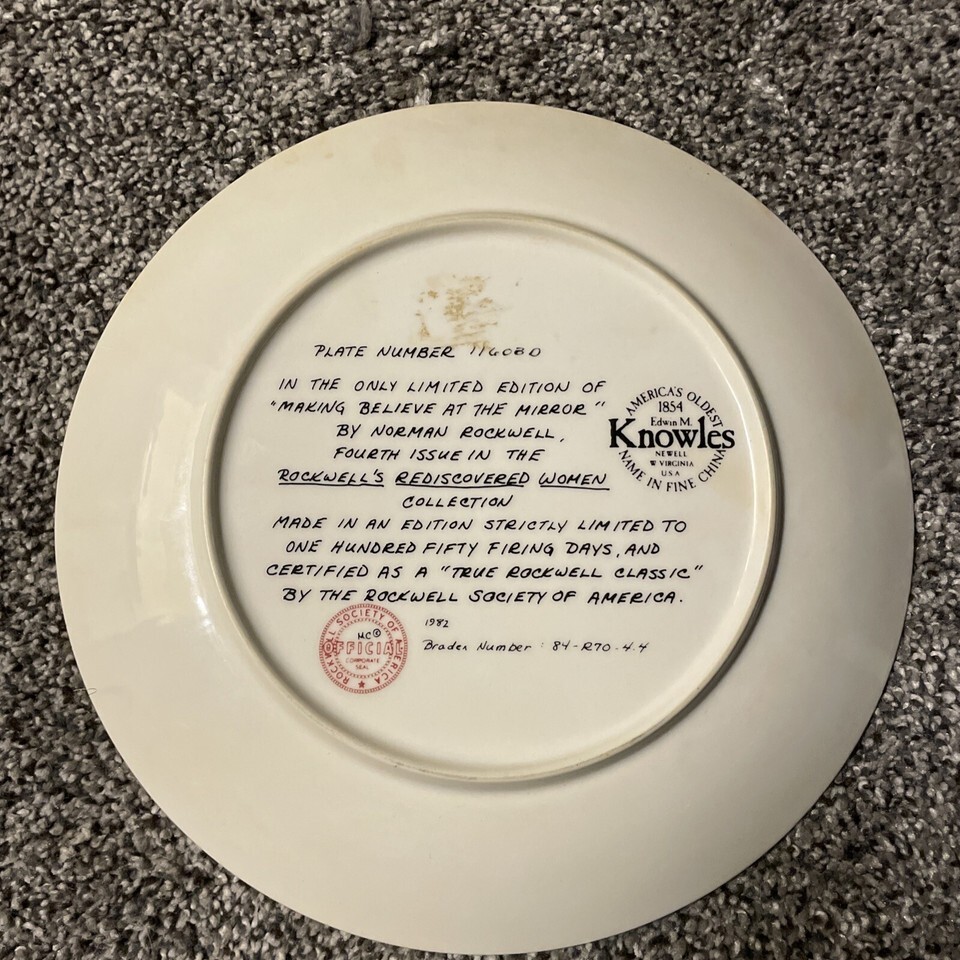 PLATE NUMBER 11608D
IN THE ONLY LIMITED EDITION OF
"MAKING BELIEVE AT THE MIRROR"
BY NORMAN ROCKWELL,
FOURTH ISSUE IN THE
ROCKWELL'S REDISCOVERED WOMEN
COLLECTION
MADE IN AN EDITION STRICTLY LIMITED TO
ONE HUNDRED FIFTY FIRING DAYS, AND
CERTIFIED AS A "TRUE ROCKWELL CLASSIC"
BY THE ROCKWELL SOCIETY OF AMERICA.
1982
Bradex Number: 84-R70-4.4
AMERICA'S OLDEST
1854
Edwin M.
Knowles
NEWELL
W VIRGINIA
USA
NAME IN FINE CHINA
ROCKWELL SOCIETY OF AMERICA
MC®
OFFICIAL
CORPORATE
SEAL